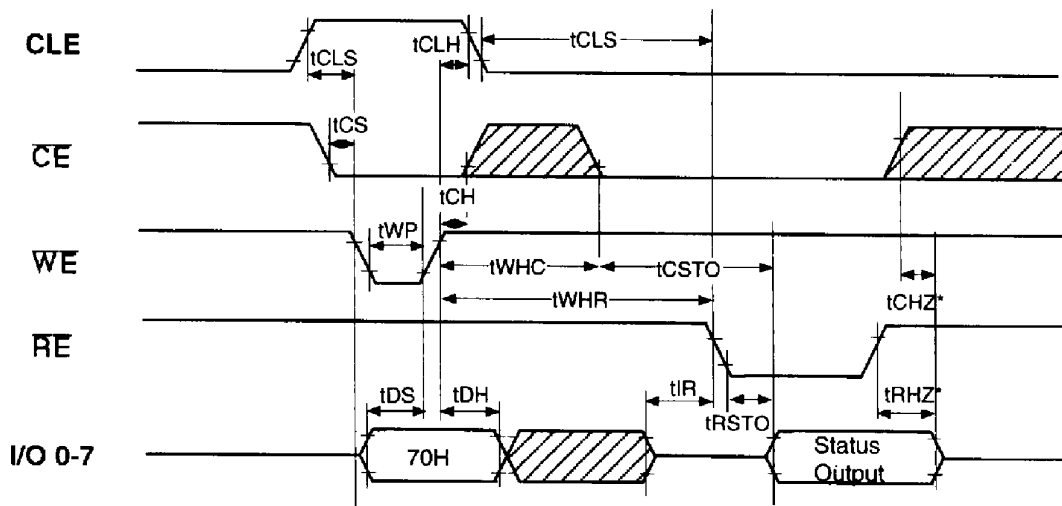 CLE
tCLS
tCLH
tCLS
CE
tCS
tCH
WE
tWP
tWHC
tCSTO
tWHR
tCHZ*
RE
tDS
tDH
tIR
tRSTO
tRHZ*
I/O 0-7
70H
Status
Output